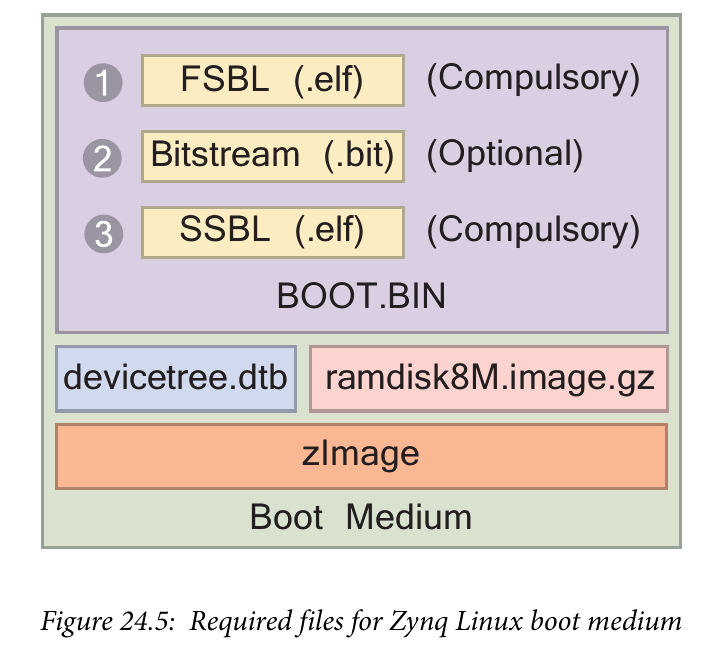 1 FSBL (.elf) (Compulsory)
2 Bitstream (.bit) (Optional)
3 SSBL (.elf) (Compulsory)
BOOT.BIN
devicetree.dtb ramdisk8M.image.gz
zImage
Boot Medium
Figure 24.5: Required files for Zynq Linux boot medium